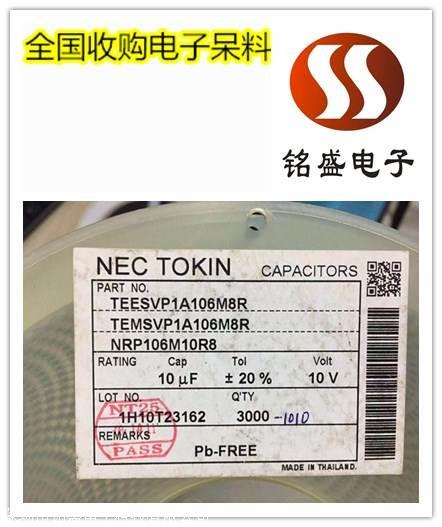 全国收购电子呆料
铭盛电子
NEC TOKIN CAPACITORS
PART NO.
TEESVP1A106M8R
TEMSVP1A106M8R
NRP106M10R8
RATING Cap Tol Volt
10 μF ± 20 % 10 V
LOT NO. Q'TY
1H10T23162 3000 -1010
NT25
REMARKS
PASS
Pb-FREE
MADE IN THAILAND.